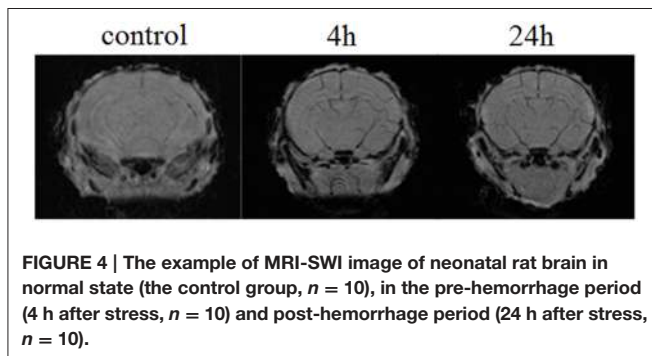 control
4h
24h
FIGURE 4 | The example of MRI-SWI image of neonatal rat brain in
normal state (the control group, n = 10), in the pre-hemorrhage period
(4 h after stress, n = 10) and post-hemorrhage period (24 h after stress,
n = 10).